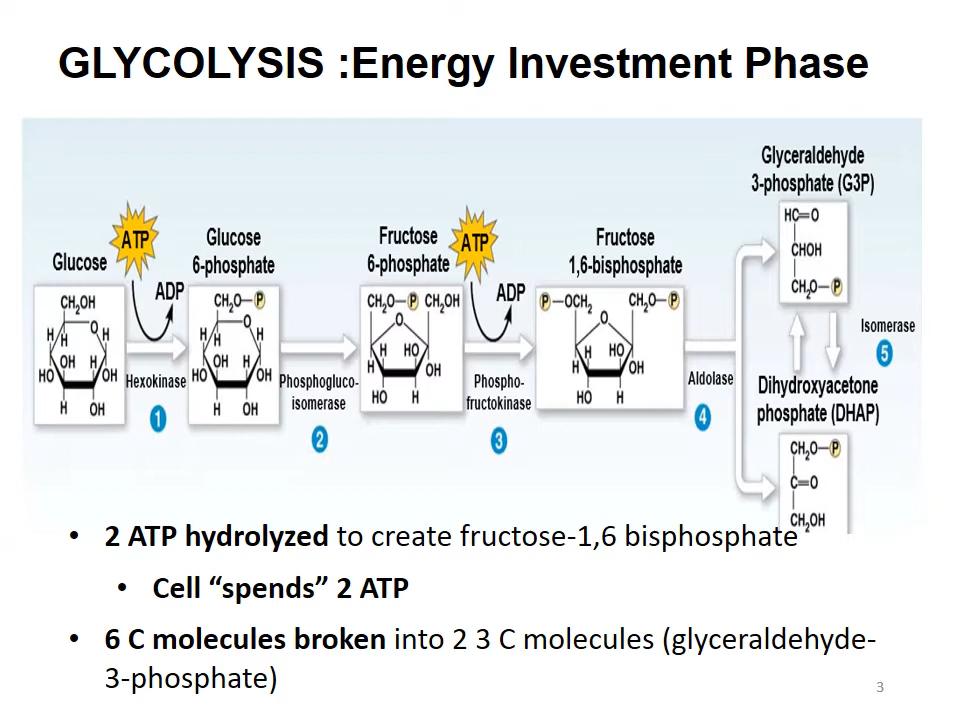 GLYCOLYSIS :Energy Investment Phase
Glyceraldehyde
3-phosphate (G3P)
HC=O
CHOH
CH₂O—P
Glucose
ATP
ADP
Glucose
6-phosphate
Fructose
6-phosphate
ATP
ADP
Fructose
1,6-bisphosphate
CH₂OH
O
H
H
H
OH
H
HO
OH
H
OH
Hexokinase
1
CH₂O—P
O
H
H
H
OH
H
HO
OH
H
OH
Phosphogluco-
isomerase
2
CH₂O—P
CH₂OH
O
H
HO
H
OH
HO
H
Phospho-
fructokinase
3
P—OCH₂
CH₂O—P
O
H
HO
H
OH
HO
H
Aldolase
4
Isomerase
5
Dihydroxyacetone
phosphate (DHAP)
CH₂O—P
C=O
CH₂OH
• 2 ATP hydrolyzed to create fructose-1,6 bisphosphate
• Cell “spends” 2 ATP
• 6 C molecules broken into 2 3 C molecules (glyceraldehyde-
3-phosphate)
3